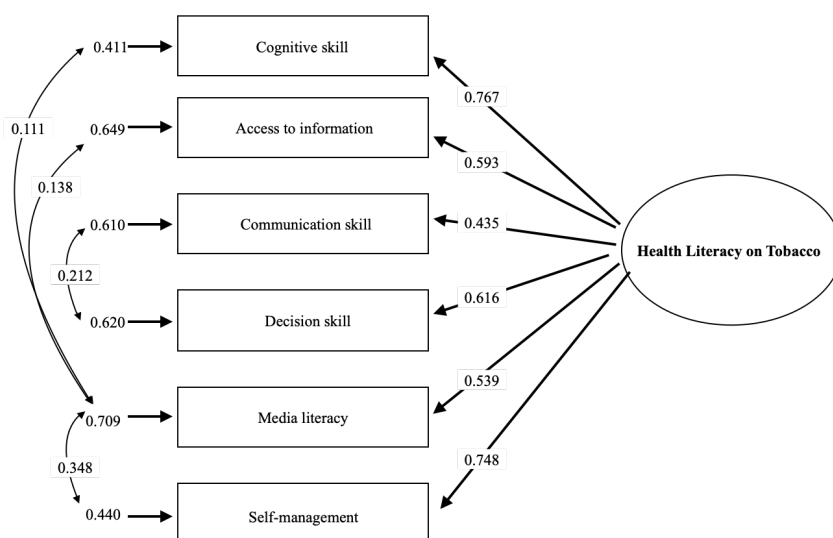 0.411
Cognitive skill
0.767
0.111
0.649
Access to information
0.593
0.138
0.610
Communication skill
0.435
Health Literacy on Tobacco
0.212
0.616
0.620
Decision skill
0.539
0.709
Media literacy
0.348
0.748
0.440
Self-management